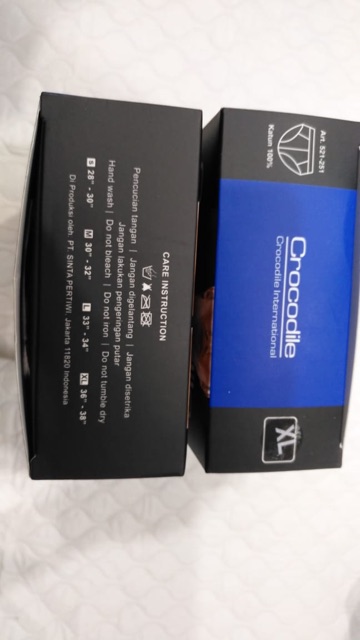 CARE INSTRUCTION
Pencucian tangan | Jangan digelantang | Jangan disetrika
Jangan lakukan pengeringan putar
Hand wash | Do not bleach | Do not iron | Do not tumble dry
S 28" - 30" M 30" - 32" L 33" - 34" XL 36" - 38"
Di Produksi oleh: PT. SINTA PERTIWI, Jakarta 11820 Indonesia
Art. 521-251
Katun 100%
Crocodile
Crocodile International
XL